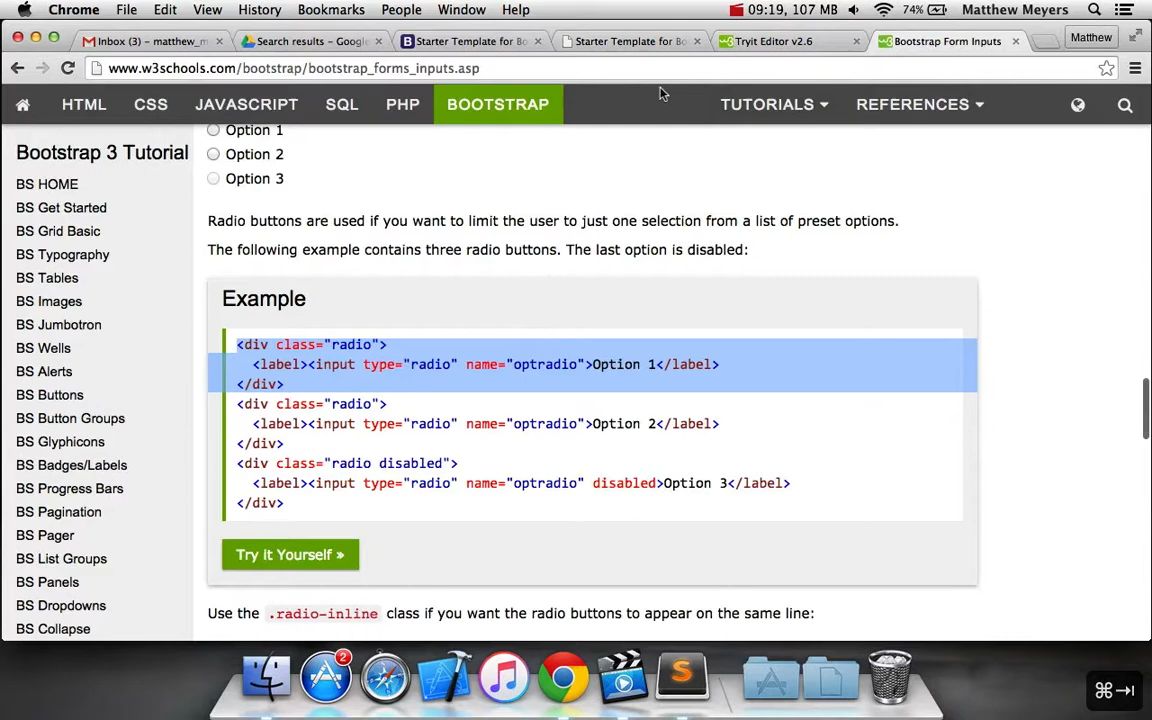 Chrome File Edit View History Bookmarks People Window Help 09:19, 107 MB 74% Matthew Meyers
Inbox (3) – matthew_m × Search results – Google × Starter Template for Bo × Starter Template for Bo × Tryit Editor v2.6 × Bootstrap Form Inputs × Matthew
www.w3schools.com/bootstrap/bootstrap_forms_inputs.asp
HTML CSS JAVASCRIPT SQL PHP BOOTSTRAP TUTORIALS REFERENCES
Bootstrap 3 Tutorial
BS HOME
BS Get Started
BS Grid Basic
BS Typography
BS Tables
BS Images
BS Jumbotron
BS Wells
BS Alerts
BS Buttons
BS Button Groups
BS Glyphicons
BS Badges/Labels
BS Progress Bars
BS Pagination
BS Pager
BS List Groups
BS Panels
BS Dropdowns
BS Collapse
Option 1
Option 2
Option 3
Radio buttons are used if you want to limit the user to just one selection from a list of preset options.
The following example contains three radio buttons. The last option is disabled:
Example
<div class="radio">
<label><input type="radio" name="optradio">Option 1</label>
</div>
<div class="radio">
<label><input type="radio" name="optradio">Option 2</label>
</div>
<div class="radio disabled">
<label><input type="radio" name="optradio" disabled>Option 3</label>
</div>
Try it Yourself »
Use the .radio-inline class if you want the radio buttons to appear on the same line:
2
⌘⇥